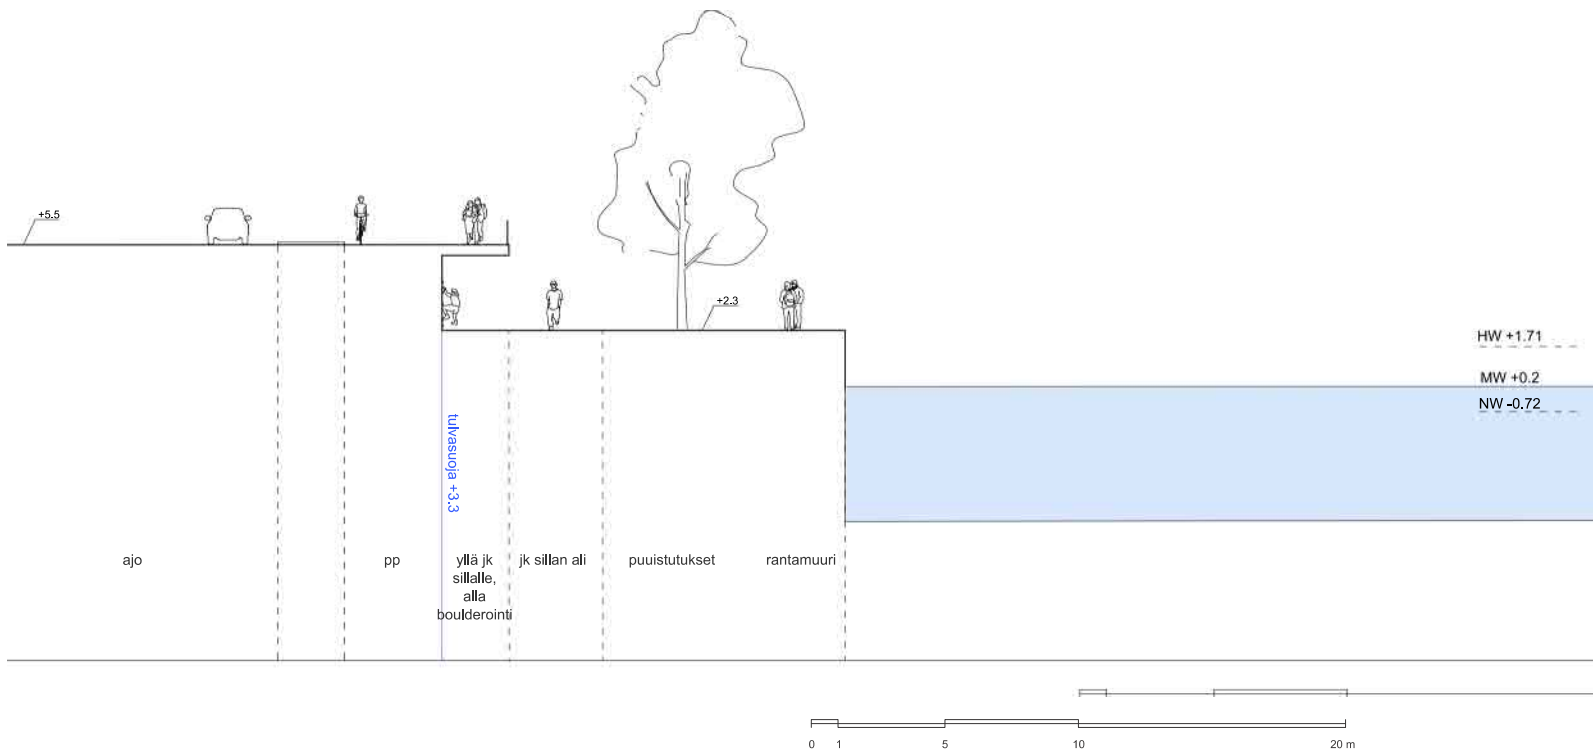 +5.5
+2.3
HW +1.71
MW +0.2
NW -0.72
tulvasuoja +3.3
ajo
pp
yllä jk
sillalle,
alla
boulderointi
jk sillan ali
puuistutukset
rantamuuri
0 1 5 10 20 m